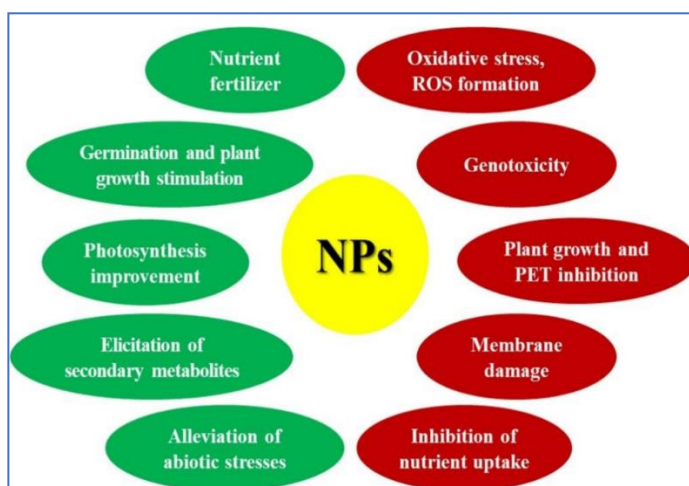 Nutrient
fertilizer
Oxidative stress,
ROS formation
Germination and plant
growth stimulation
Genotoxicity
NPs
Photosynthesis
improvement
Plant growth and
PET inhibition
Elicitation of
secondary metabolites
Membrane
damage
Alleviation of
abiotic stresses
Inhibition of
nutrient uptake